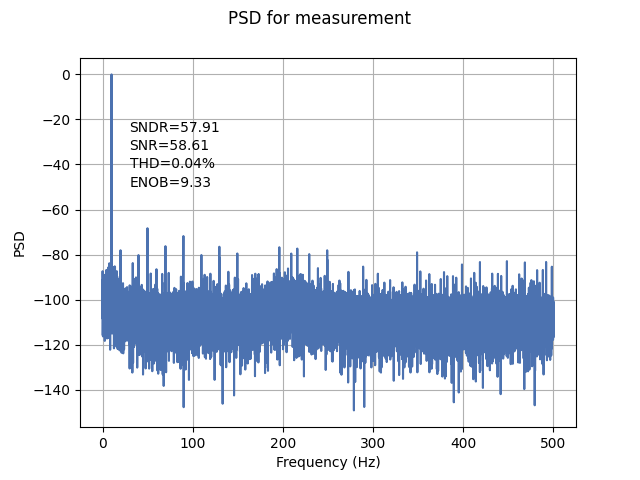 PSD for measurement
0
−20
−40
−60
−80
−100
−120
−140
PSD
SNDR=57.91
SNR=58.61
THD=0.04%
ENOB=9.33
0 100 200 300 400 500
Frequency (Hz)